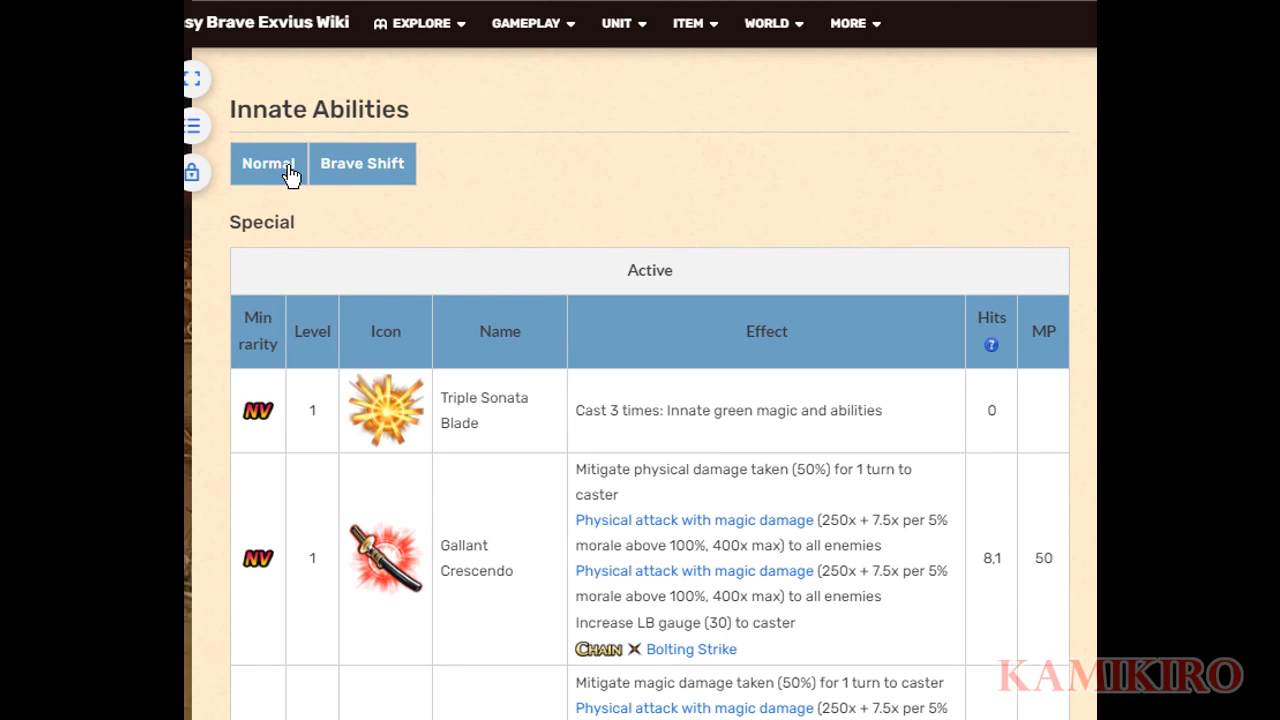 sy Brave Exvius Wiki EXPLORE GAMEPLAY UNIT ITEM WORLD MORE
Innate Abilities
Normal Brave Shift
Special
Active
Min rarity Level Icon Name Effect Hits ? MP
NV 1 Triple Sonata Blade Cast 3 times: Innate green magic and abilities 0
NV 1 Gallant Crescendo
Mitigate physical damage taken (50%) for 1 turn to
caster
Physical attack with magic damage (250x + 7.5x per 5%
morale above 100%, 400x max) to all enemies
Physical attack with magic damage (250x + 7.5x per 5%
morale above 100%, 400x max) to all enemies
Increase LB gauge (30) to caster
CHAIN Bolting Strike
8,1 50
Mitigate magic damage taken (50%) for 1 turn to caster
Physical attack with magic damage (250x + 7.5x per 5%
KAMIKIRO